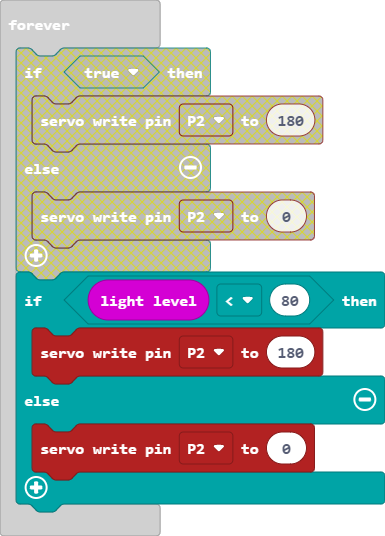 forever
if true then
servo write pin P2 to 180
else
servo write pin P2 to 0
if light level < 80 then
servo write pin P2 to 180
else
servo write pin P2 to 0